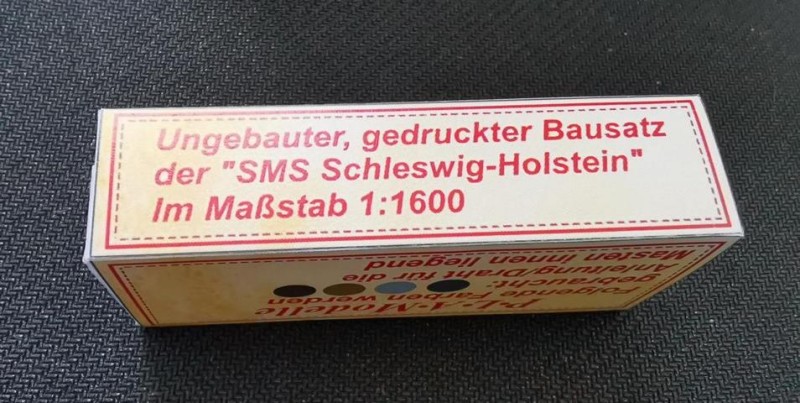 Ungebauter, gedruckter Bausatz
der "SMS Schleswig-Holstein"
Im Maßstab 1:1600
Modelle
Folgende Farben werden
gebraucht:
Anleitung/Draht für die
Masten innen liegend